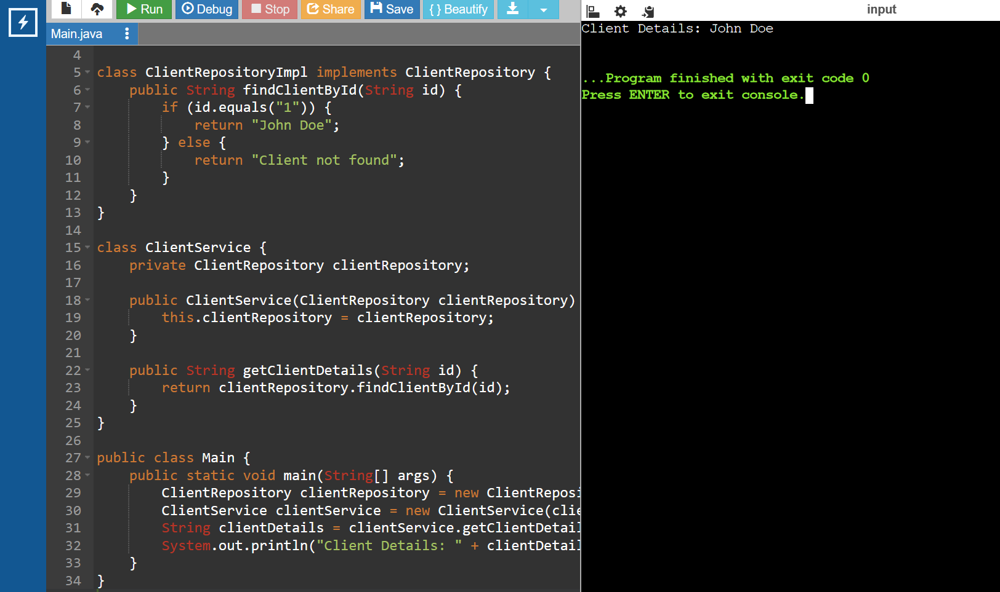 Run Debug Stop Share Save { } Beautify
input
Main.java
Client Details: John Doe
...Program finished with exit code 0
Press ENTER to exit console.
4
5 class ClientRepositoryImpl implements ClientRepository {
6 public String findClientById(String id) {
7 if (id.equals("1")) {
8 return "John Doe";
9 } else {
10 return "Client not found";
11 }
12 }
13 }
14
15 class ClientService {
16 private ClientRepository clientRepository;
17
18 public ClientService(ClientRepository clientRepository)
19 this.clientRepository = clientRepository;
20 }
21
22 public String getClientDetails(String id) {
23 return clientRepository.findClientById(id);
24 }
25 }
26
27 public class Main {
28 public static void main(String[] args) {
29 ClientRepository clientRepository = new ClientReposi
30 ClientService clientService = new ClientService(clie
31 String clientDetails = clientService.getClientDetail
32 System.out.println("Client Details: " + clientDetail
33 }
34 }